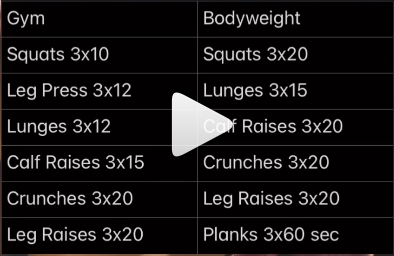 Gym Bodyweight
Squats 3x10 Squats 3x20
Leg Press 3x12 Lunges 3x15
Lunges 3x12 Calf Raises 3x20
Calf Raises 3x15 Crunches 3x20
Crunches 3x20 Leg Raises 3x20
Leg Raises 3x20 Planks 3x60 sec